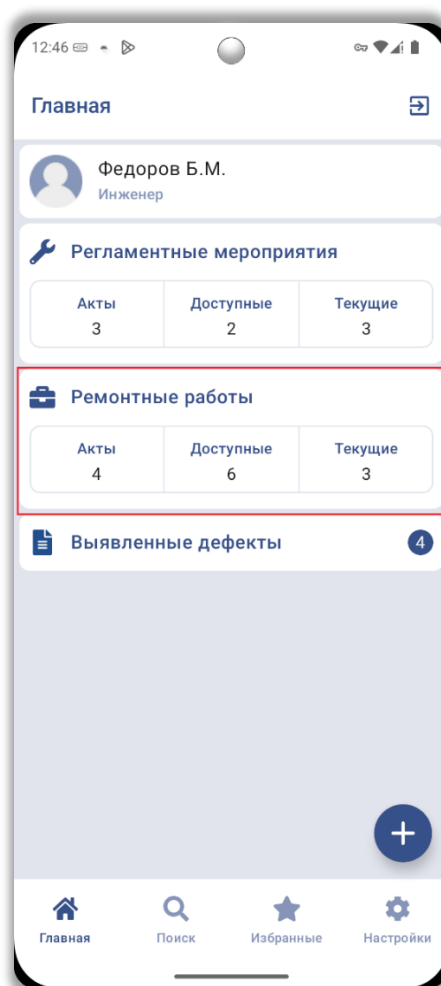 12:46
Главная
Федоров Б.М.
Инженер
Регламентные мероприятия
Акты Доступные Текущие
3 2 3
Ремонтные работы
Акты Доступные Текущие
4 6 3
Выявленные дефекты 4
Главная Поиск Избранные Настройки